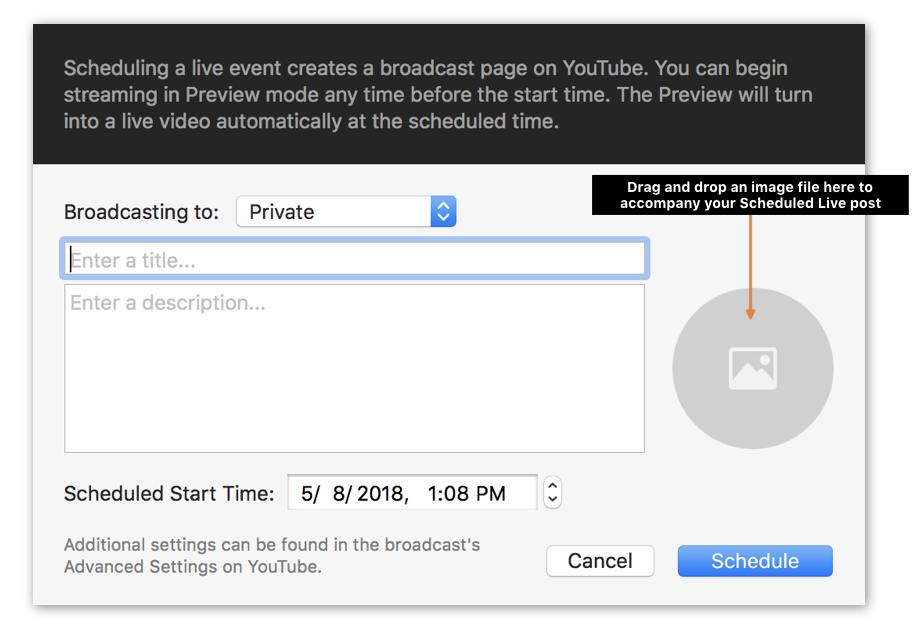 Scheduling a live event creates a broadcast page on YouTube. You can begin
streaming in Preview mode any time before the start time. The Preview will turn
into a live video automatically at the scheduled time.
Drag and drop an image file here to
accompany your Scheduled Live post
Broadcasting to: Private
Enter a title...
Enter a description...
Scheduled Start Time: 5/ 8/2018, 1:08 PM
Additional settings can be found in the broadcast's
Advanced Settings on YouTube.
Cancel Schedule